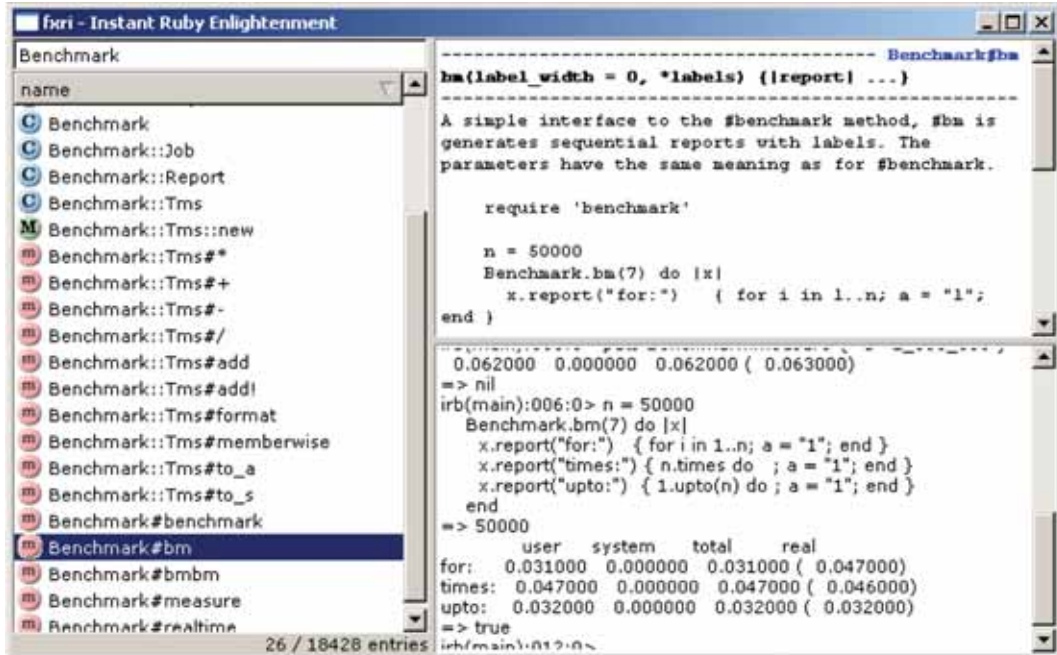 fxri - Instant Ruby Enlightenment
Benchmark
name
C Benchmark
C Benchmark::Job
C Benchmark::Report
C Benchmark::Tms
M Benchmark::Tms::new
m Benchmark::Tms#*
m Benchmark::Tms#+
m Benchmark::Tms#-
m Benchmark::Tms#/
m Benchmark::Tms#add
m Benchmark::Tms#add!
m Benchmark::Tms#format
m Benchmark::Tms#memberwise
m Benchmark::Tms#to_a
m Benchmark::Tms#to_s
m Benchmark#benchmark
m Benchmark#bm
m Benchmark#bmbm
m Benchmark#measure
m Benchmark#realtime
26 / 18428 entries
---------------------------------------- Benchmark#bm
bm(label_width = 0, *labels) {|report| ...}
------------------------------------------------------
A simple interface to the #benchmark method, #bm is
generates sequential reports with labels. The
parameters have the same meaning as for #benchmark.
require 'benchmark'
n = 50000
Benchmark.bm(7) do |x|
x.report("for:") { for i in 1..n; a = "1";
end }
0.062000 0.000000 0.062000 ( 0.063000)
=> nil
irb(main):006:0> n = 50000
Benchmark.bm(7) do |x|
x.report("for:") { for i in 1..n; a = "1"; end }
x.report("times:") { n.times do ; a = "1"; end }
x.report("upto:") { 1.upto(n) do ; a = "1"; end }
end
=> 50000
user system total real
for: 0.031000 0.000000 0.031000 ( 0.047000)
times: 0.047000 0.000000 0.047000 ( 0.046000)
upto: 0.032000 0.000000 0.032000 ( 0.032000)
=> true
irb(main):012:0>